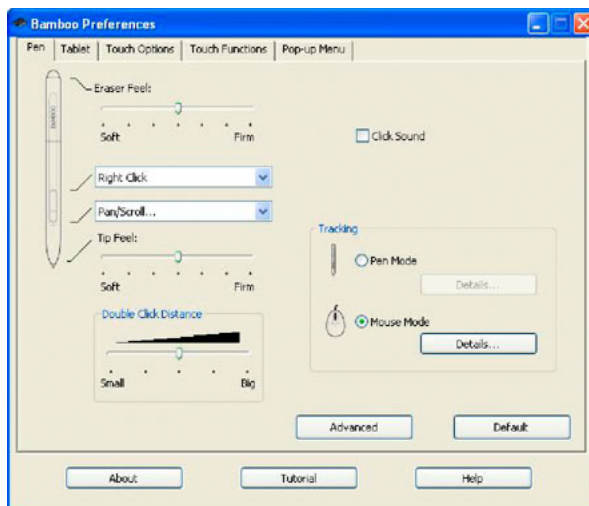 Bamboo Preferences
Pen Tablet Touch Options Touch Functions Pop-up Menu
Eraser Feel:
Soft Firm
Click Sound
Right Click
Pan/Scroll...
Tip Feel:
Soft Firm
Tracking
Pen Mode
Details...
Mouse Mode
Details...
Double Click Distance
Small Big
Advanced Default
About Tutorial Help
BAMBOO